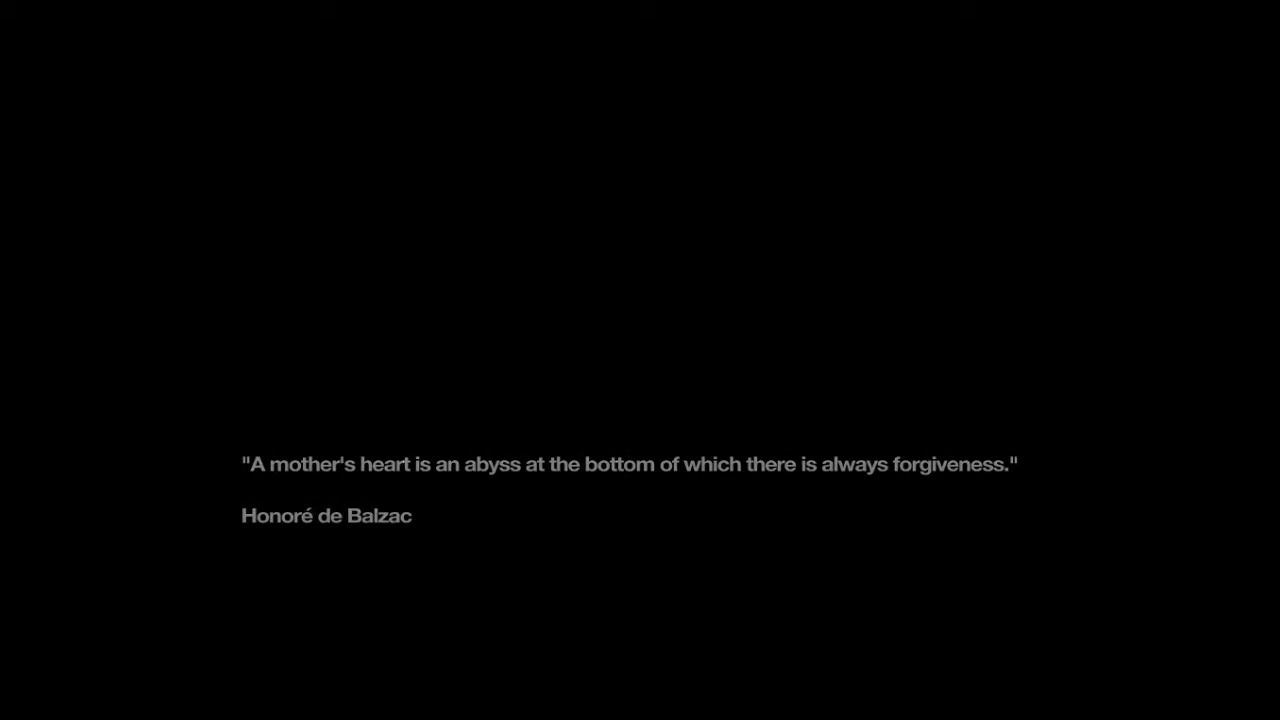 "A mother's heart is an abyss at the bottom of which there is always forgiveness."
Honoré de Balzac